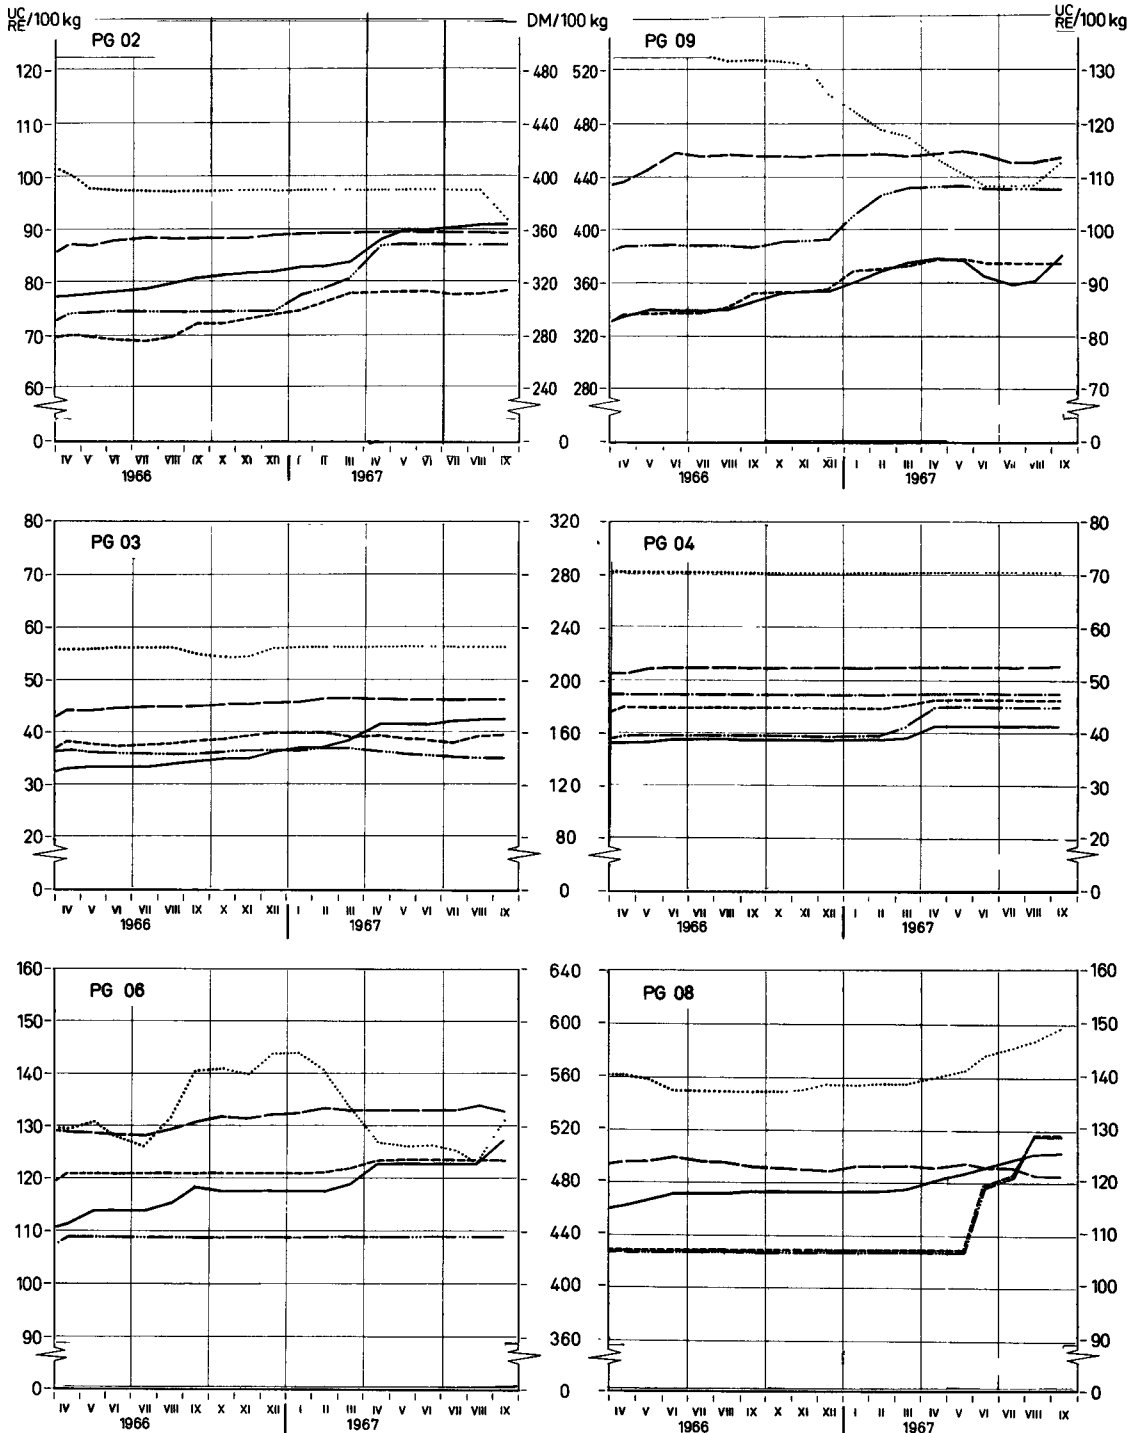 UC/RE/100 kg DM/100 kg UC/RE/100 kg
PG 02 PG 09
120 480 520 130
110 440 480 120
100 400 440 110
90 360 400 100
80 320 360 90
70 280 320 80
60 240 280 70
0 0 0
IV V VI VII VIII IX X XI XII I II III IV V VI VII VIII IX IV V VI VII VIII IX X XI XII I II III IV V VI VII VIII IX
1966 1967 1966 1967
80 320 80
PG 03 PG 04
70 280 70
60 240 60
50 200 50
40 160 40
30 120 30
20 80 20
0 0 0
IV V VI VII VIII IX X XI XII I II III IV V VI VII VIII IX IV V VI VII VIII IX X XI XII I II III IV V VI VII VIII IX
1966 1967 1966 1967
160 640 160
PG 06 PG 08
150 600 150
140 560 140
130 520 130
120 480 120
110 440 110
100 400 100
90 360 90
0 0 0
IV V VI VII VIII IX X XI XII I II III IV V VI VII VIII IX IV V VI VII VIII IX X XI XII I II III IV V VI VII VIII IX
1966 1967 1966 1967